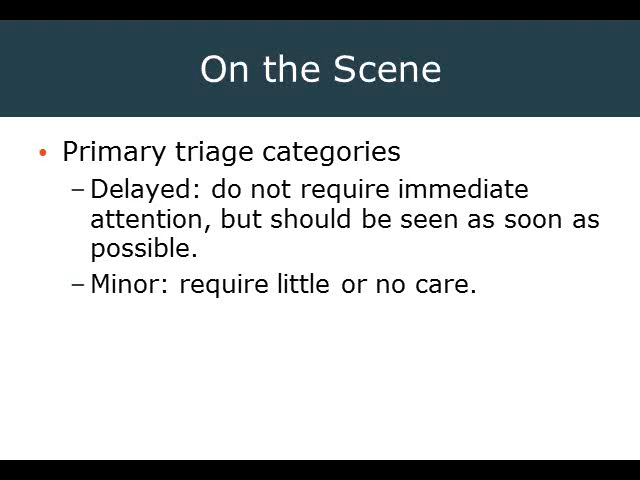 On the Scene
• Primary triage categories
– Delayed: do not require immediate
attention, but should be seen as soon as
possible.
– Minor: require little or no care.